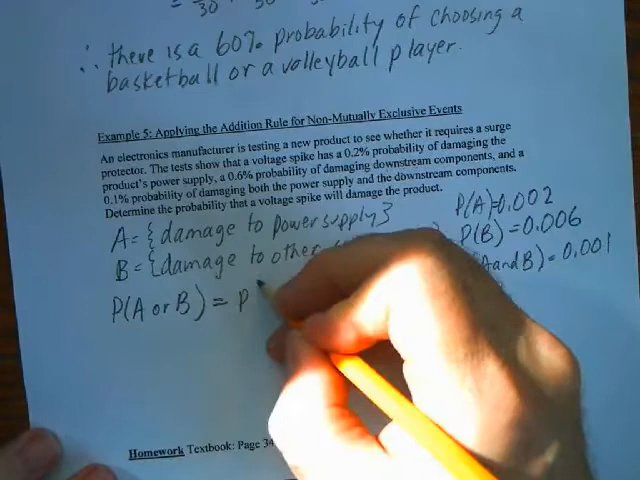 = 30 30
∴ there is a 60% probability of choosing a
basketball or a volleyball player.
Example 5: Applying the Addition Rule for Non-Mutually Exclusive Events
An electronics manufacturer is testing a new product to see whether it requires a surge
protector. The tests show that a voltage spike has a 0.2% probability of damaging the
product's power supply, a 0.6% probability of damaging downstream components, and a
0.1% probability of damaging both the power supply and the downstream components.
Determine the probability that a voltage spike will damage the product.
A = { damage to power supply} P(A)=0.002
B = {damage to other P(B) = 0.006
A and B) = 0.001
P(A or B) = P
Homework Textbook: Page 34